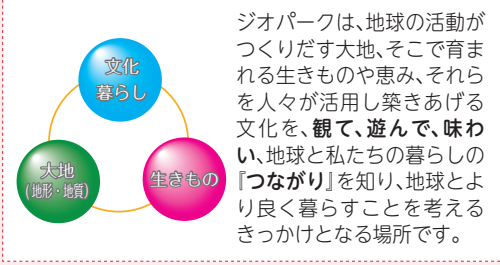 文化
暮らし
大地
(地形・地質)
生きもの
ジオパークは、地球の活動が
つくりだす大地、そこで育ま
れる生きものや恵み、それら
を人々が活用し築きあげる
文化を、観て、遊んで、味わ
い、地球と私たちの暮らしの
『つながり』を知り、地球とよ
り良く暮らすことを考える
きっかけとなる場所です。